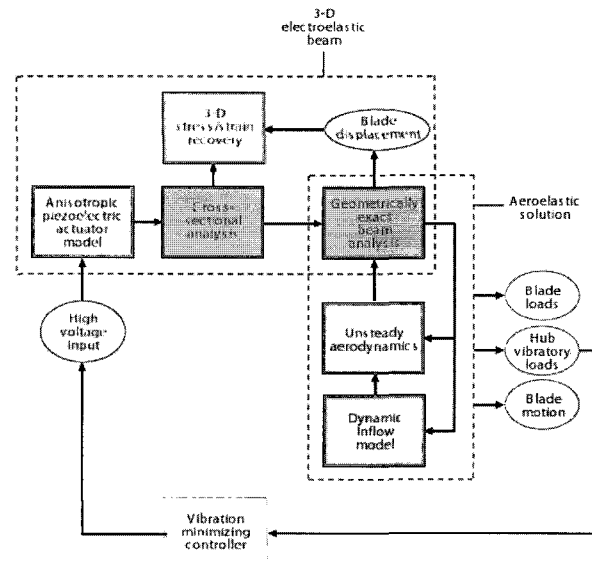 3-D
electroelastic
beam
3-D
stress/strain
recovery
Blade
displacement
Anisotropic
piezoelectric
actuator
model
Cross-
sectional
analysis
Geometrically
exact
beam
analysis
Aeroelastic
solution
High
voltage
input
Unsteady
aerodynamics
Blade
loads
Hub
vibratory
loads
Blade
motion
Dynamic
Inflow
model
Vibration
minimizing
controller